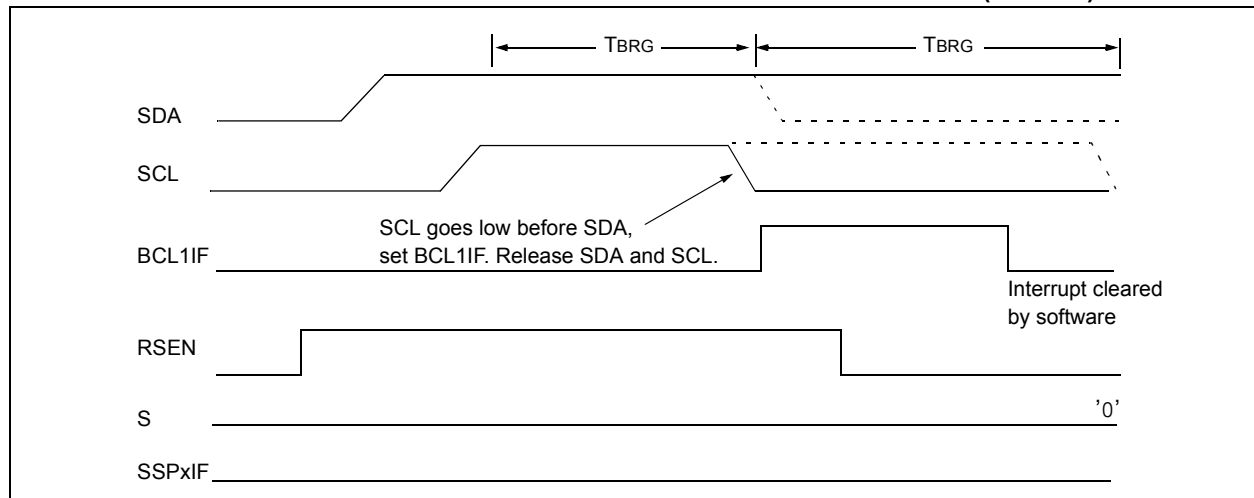 TBRG TBRG
SDA
SCL
SCL goes low before SDA,
set BCL1IF. Release SDA and SCL.
BCL1IF
Interrupt cleared
by software
RSEN
S '0'
SSPxIF